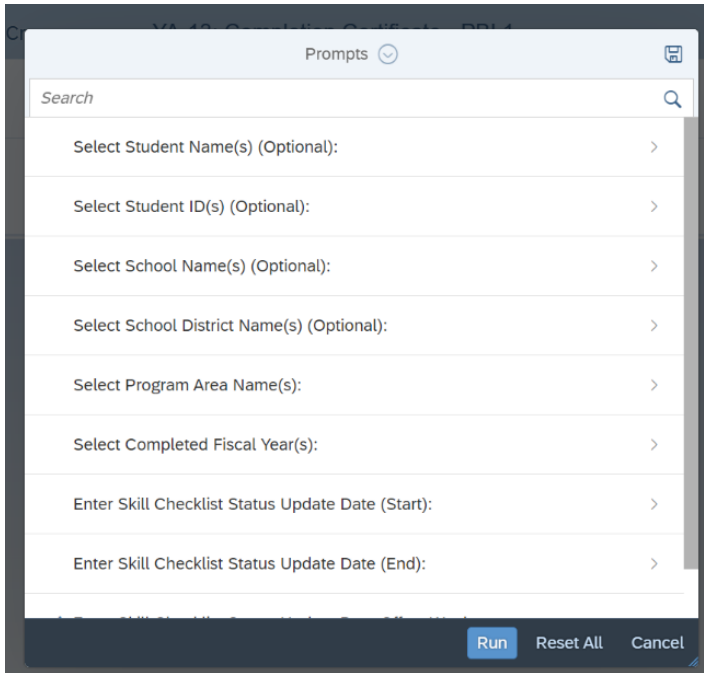 Cr
Prompts
Search
Select Student Name(s) (Optional):
Select Student ID(s) (Optional):
Select School Name(s) (Optional):
Select School District Name(s) (Optional):
Select Program Area Name(s):
Select Completed Fiscal Year(s):
Enter Skill Checklist Status Update Date (Start):
Enter Skill Checklist Status Update Date (End):
Run Reset All Cancel